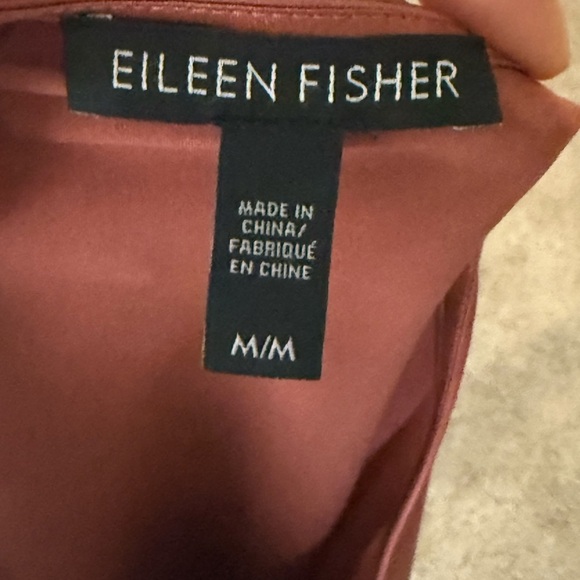 EILEEN FISHER
MADE IN
CHINA/
FABRIQUÉ
EN CHINE
M/M